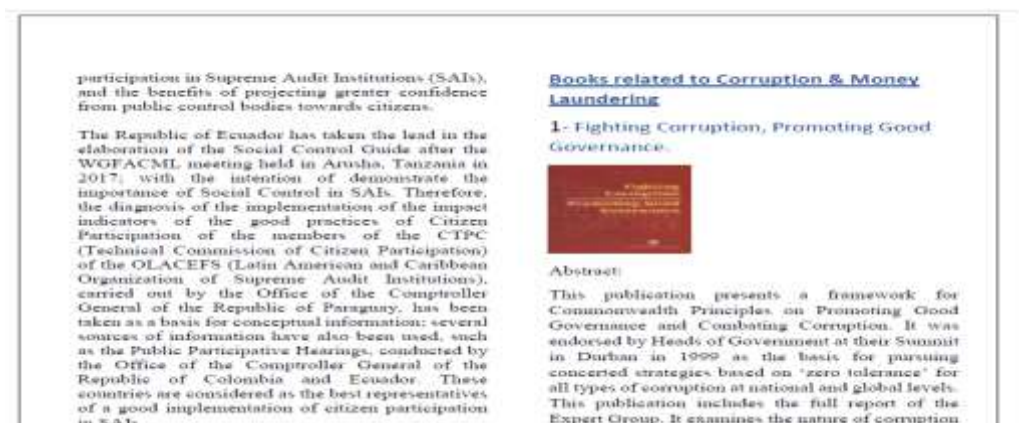 participation in Supreme Audit Institutions (SAIs),
and the benefits of projecting greater confidence
from public control bodies towards citizens.
The Republic of Ecuador has taken the lead in the
elaboration of the Social Control Guide after the
WGFACML meeting held in Arusha, Tanzania in
2017; with the intention of demonstrate the
importance of Social Control in SAIs. Therefore,
the diagnosis of the implementation of the impact
indicators of the good practices of Citizen
Participation of the members of the CTPC
(Technical Commission of Citizen Participation)
of the OLACEFS (Latin American and Caribbean
Organization of Supreme Audit Institutions),
carried out by the Office of the Comptroller
General of the Republic of Paraguay, has been
taken as a basis for conceptual information; several
sources of information have also been used, such
as the Public Participative Hearings, conducted by
the Office of the Comptroller General of the
Republic of Colombia and Ecuador. These
countries are considered as the best representatives
of a good implementation of citizen participation
in SAIs.
Books related to Corruption & Money
Laundering
1- Fighting Corruption, Promoting Good
Governance.
Fighting
Corruption
Promoting Good
Governance
Abstract:
This publication presents a framework for
Commonwealth Principles on Promoting Good
Governance and Combating Corruption. It was
endorsed by Heads of Government at their Summit
in Durban in 1999 as the basis for pursuing
concerted strategies based on 'zero tolerance' for
all types of corruption at national and global levels.
This publication includes the full report of the
Expert Group. It examines the nature of corruption